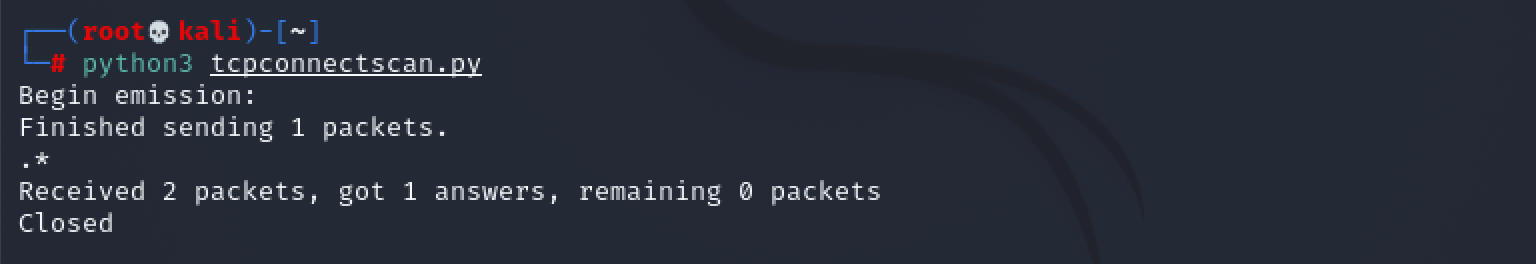 ┌──(root💀kali)-[~]
└─# python3 tcpconnectscan.py
Begin emission:
Finished sending 1 packets.
.*
Received 2 packets, got 1 answers, remaining 0 packets
Closed